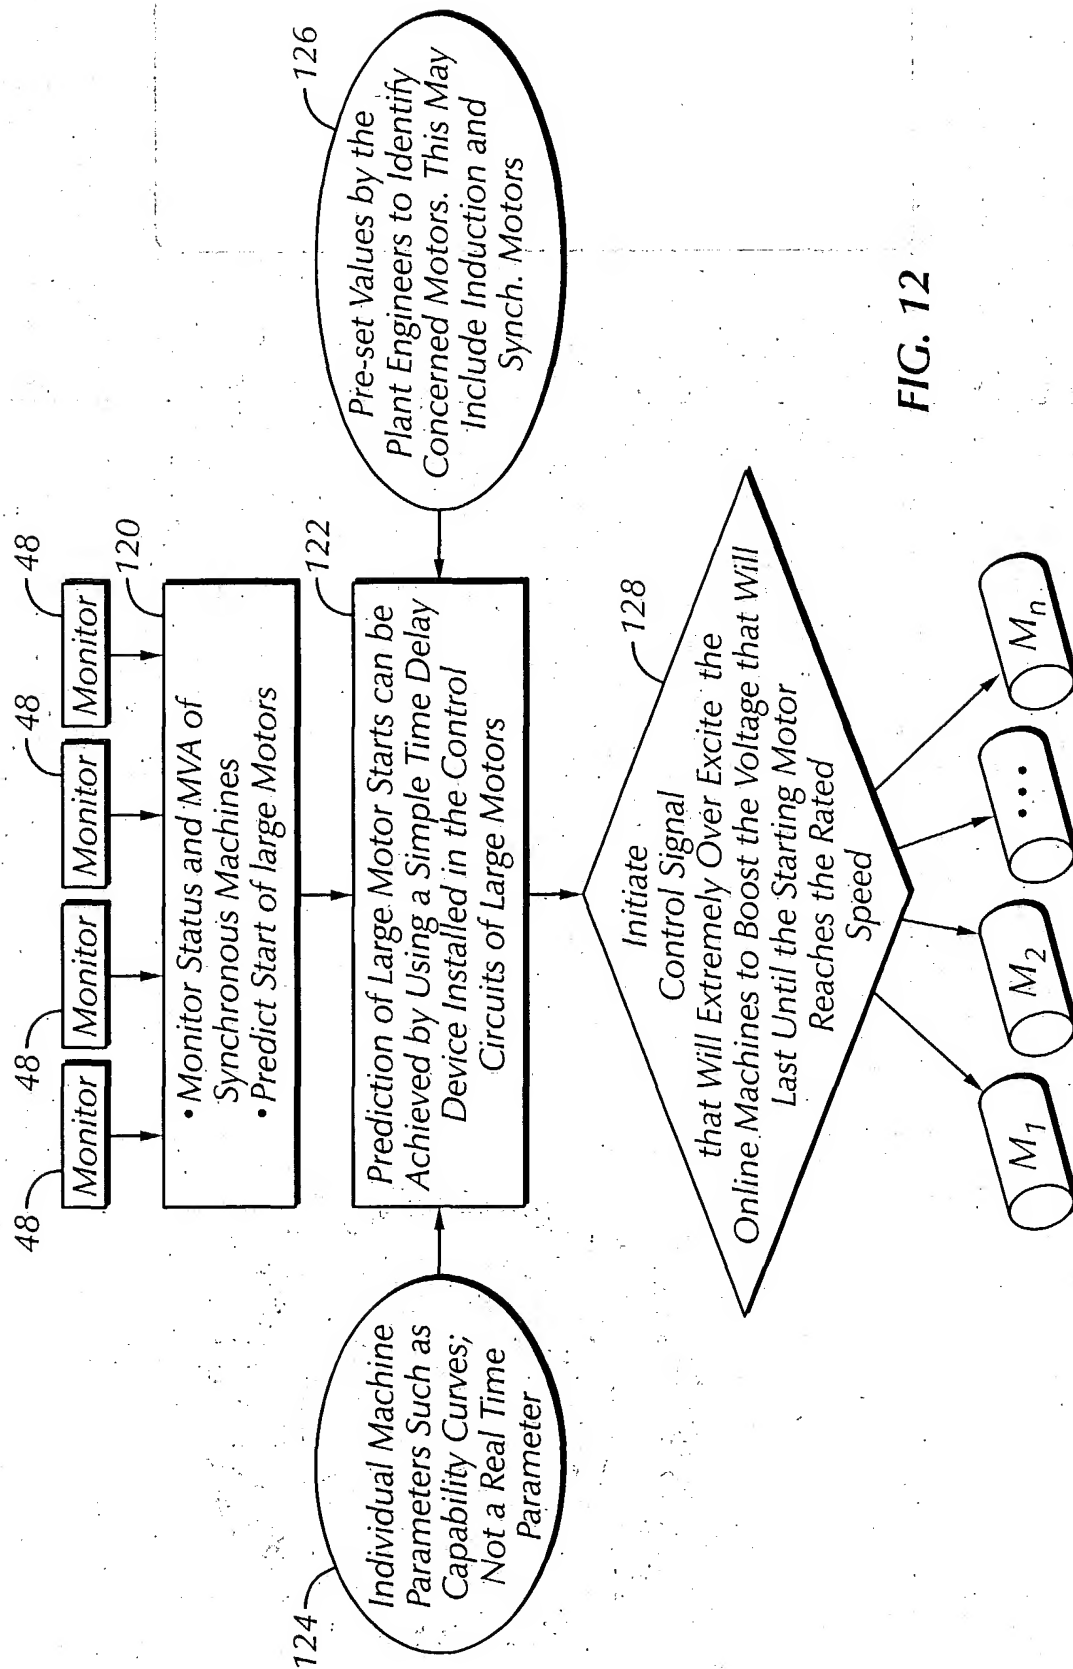 48 48 48 48
Monitor Monitor Monitor Monitor
120
• Monitor Status and MVA of
Synchronous Machines
• Predict Start of large Motors
122
Prediction of Large Motor Starts can be
Achieved by Using a Simple Time Delay
Device Installed in the Control
Circuits of Large Motors
124
Individual Machine
Parameters Such as
Capability Curves;
Not a Real Time
Parameter
126
Pre-set Values by the
Plant Engineers to Identify
Concerned Motors. This May
Include Induction and
Synch. Motors
128
Initiate
Control Signal
that Will Extremely Over Excite the
Online Machines to Boost the Voltage that Will
Last Until the Starting Motor
Reaches the Rated
Speed
M1 M2 •••• Mn
FIG. 12